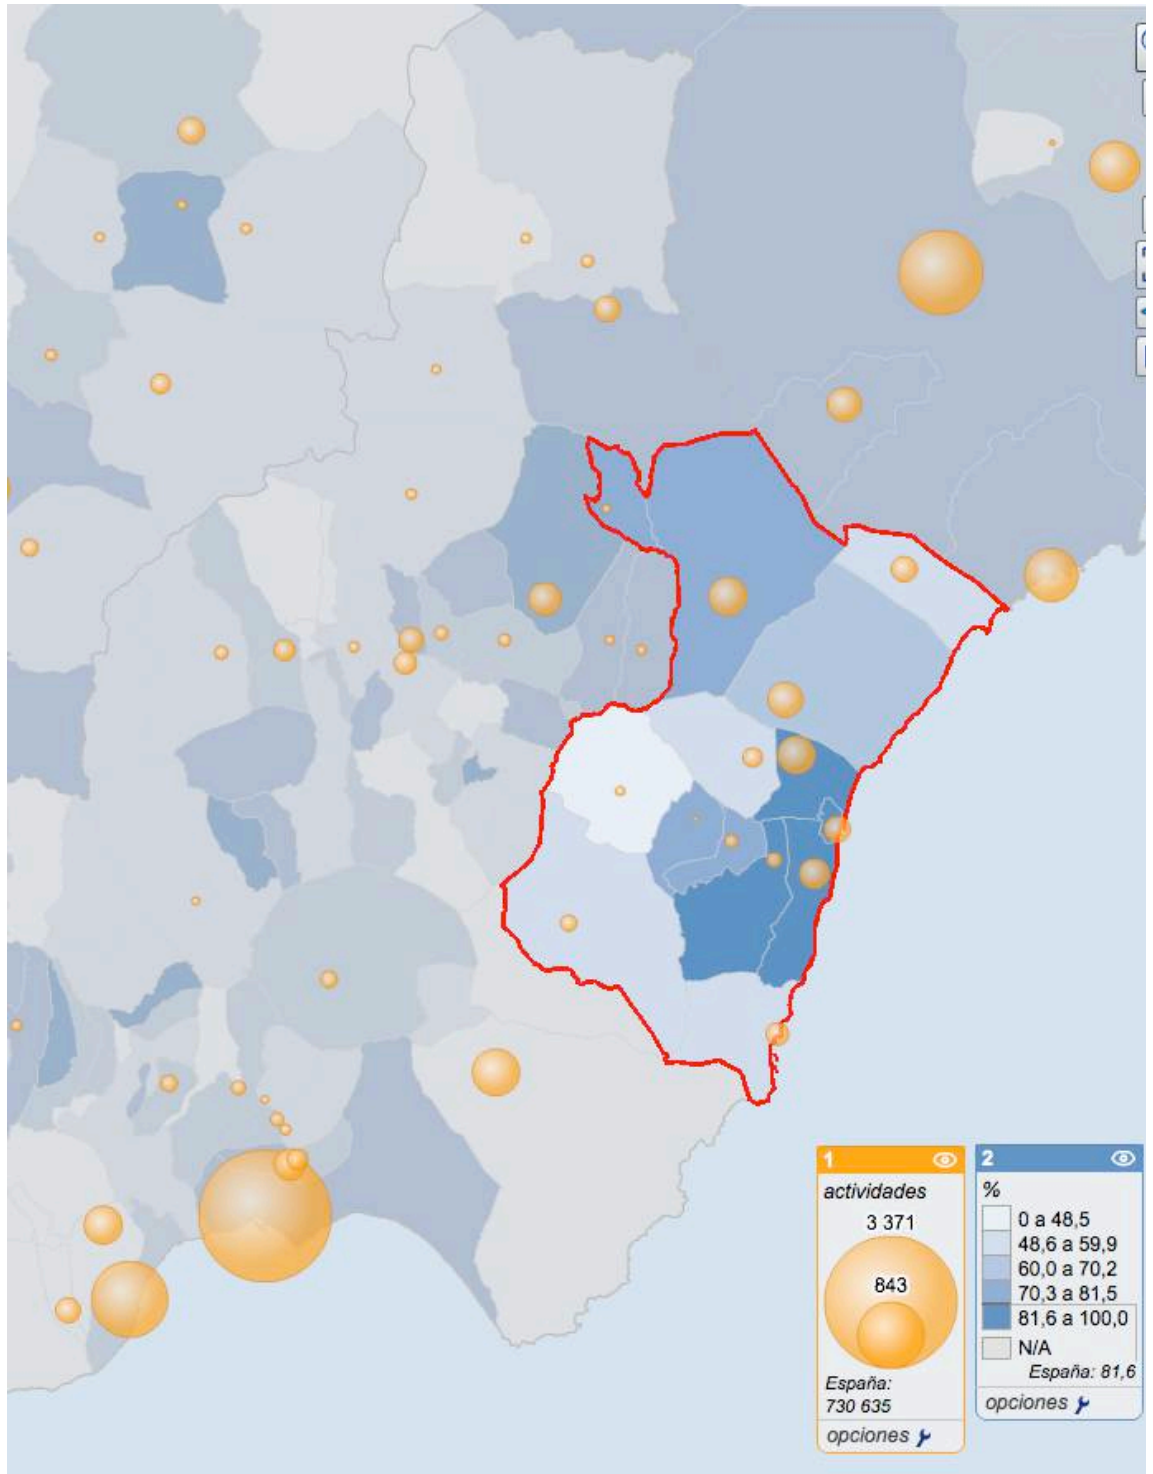 1
actividades
3 371
843
España:
730 635
opciones
2
%
0 a 48,5
48,6 a 59,9
60,0 a 70,2
70,3 a 81,5
81,6 a 100,0
N/A
España: 81,6
opciones